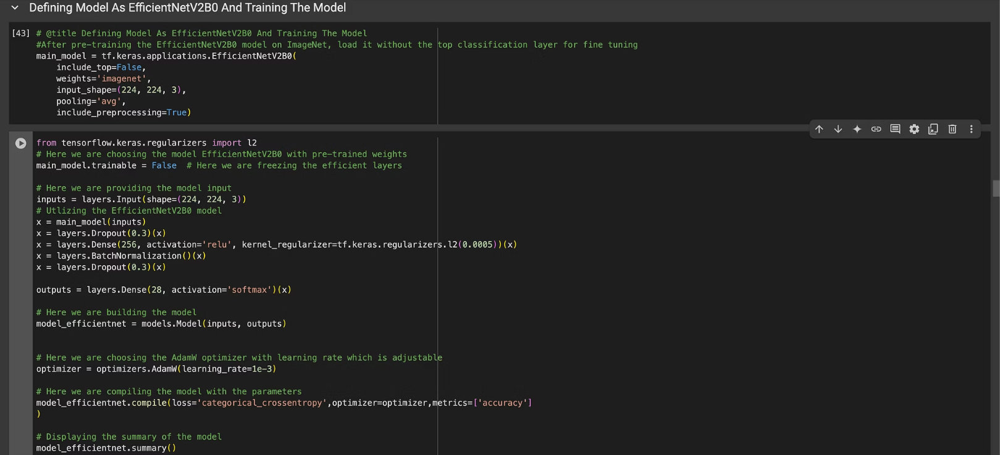 Defining Model As EfficientNetV2B0 And Training The Model
[43] # @title Defining Model As EfficientNetV2B0 And Training The Model
#After pre-training the EfficientNetV2B0 model on ImageNet, load it without the top classification layer for fine tuning
main_model = tf.keras.applications.EfficientNetV2B0(
    include_top=False,
    weights='imagenet',
    input_shape=(224, 224, 3),
    pooling='avg',
    include_preprocessing=True)
from tensorflow.keras.regularizers import l2
# Here we are choosing the model EfficientNetV2B0 with pre-trained weights
main_model.trainable = False  # Here we are freezing the efficient layers
# Here we are providing the model input
inputs = layers.Input(shape=(224, 224, 3))
# Utlizing the EfficientNetV2B0 model
x = main_model(inputs)
x = layers.Dropout(0.3)(x)
x = layers.Dense(256, activation='relu', kernel_regularizer=tf.keras.regularizers.l2(0.0005))(x)
x = layers.BatchNormalization()(x)
x = layers.Dropout(0.3)(x)
outputs = layers.Dense(28, activation='softmax')(x)
# Here we are building the model
model_efficientnet = models.Model(inputs, outputs)
# Here we are choosing the AdamW optimizer with learning rate which is adjustable
optimizer = optimizers.AdamW(learning_rate=1e-3)
# Here we are compiling the model with the parameters
model_efficientnet.compile(loss='categorical_crossentropy',optimizer=optimizer,metrics=['accuracy']
)
# Displaying the summary of the model
model_efficientnet.summary()